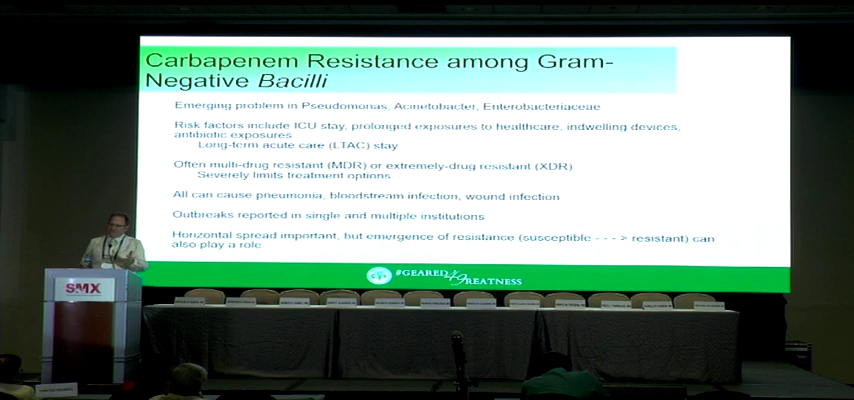 Carbapenem Resistance among Gram-
Negative Bacilli
Emerging problem in Pseudomonas, Acinetobacter, Enterobacteriaceae
Risk factors include ICU stay, prolonged exposures to healthcare, indwelling devices,
antibiotic exposures
Long-term acute care (LTAC) stay
Often multi-drug resistant (MDR) or extremely-drug resistant (XDR)
Severely limits treatment options
All can cause pneumonia, bloodstream infection, wound infection
Outbreaks reported in single and multiple institutions
Horizontal spread important, but emergence of resistance (susceptible - - - > resistant) can
also play a role
#GEARED49REATNESS
SMX